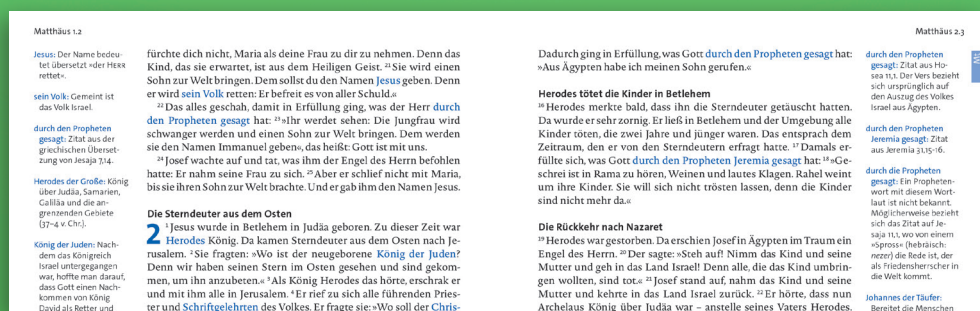 Matthäus 1.2
Jesus: Der Name bedeu-
tet übersetzt »der HERR
rettet«.
sein Volk: Gemeint ist
das Volk Israel.
durch den Propheten
gesagt: Zitat aus der
griechischen Überset-
zung von Jesaja 7,14.
Herodes der Große: König
über Judäa, Samarien,
Galiläa und die an-
grenzenden Gebiete
(37–4 v. Chr.).
König der Juden: Nach-
dem das Königreich
Israel untergegangen
war, hoffte man darauf,
dass Gott einen Nach-
kommen von König
David als Retter und
fürchte dich nicht, Maria als deine Frau zu dir zu nehmen. Denn das
Kind, das sie erwartet, ist aus dem Heiligen Geist. 21 Sie wird einen
Sohn zur Welt bringen. Dem sollst du den Namen Jesus geben. Denn
er wird sein Volk retten: Er befreit es von aller Schuld.«
22 Das alles geschah, damit in Erfüllung ging, was der Herr durch
den Propheten gesagt hat: 23 »Ihr werdet sehen: Die Jungfrau wird
schwanger werden und einen Sohn zur Welt bringen. Dem werden
sie den Namen Immanuel geben«, das heißt: Gott ist mit uns.
24 Josef wachte auf und tat, was ihm der Engel des Herrn befohlen
hatte: Er nahm seine Frau zu sich. 25 Aber er schlief nicht mit Maria,
bis sie ihren Sohn zur Welt brachte. Und er gab ihm den Namen Jesus.
Die Sterndeuter aus dem Osten
2 1 Jesus wurde in Betlehem in Judäa geboren. Zu dieser Zeit war
Herodes König. Da kamen Sterndeuter aus dem Osten nach Je-
rusalem. 2 Sie fragten: »Wo ist der neugeborene König der Juden?
Denn wir haben seinen Stern im Osten gesehen und sind gekom-
men, um ihn anzubeten.« 3 Als König Herodes das hörte, erschrak er
und mit ihm alle in Jerusalem. 4 Er rief zu sich alle führenden Pries-
ter und Schriftgelehrten des Volkes. Er fragte sie: »Wo soll der Chris-
Matthäus 2.3
Dadurch ging in Erfüllung, was Gott durch den Propheten gesagt hat:
»Aus Ägypten habe ich meinen Sohn gerufen.«
Herodes tötet die Kinder in Betlehem
16 Herodes merkte bald, dass ihn die Sterndeuter getäuscht hatten.
Da wurde er sehr zornig. Er ließ in Betlehem und der Umgebung alle
Kinder töten, die zwei Jahre und jünger waren. Das entsprach dem
Zeitraum, den er von den Sterndeutern erfragt hatte. 17 Damals er-
füllte sich, was Gott durch den Propheten Jeremia gesagt hat: 18 »Ge-
schrei ist in Rama zu hören, Weinen und lautes Klagen. Rahel weint
um ihre Kinder. Sie will sich nicht trösten lassen, denn die Kinder
sind nicht mehr da.«
Die Rückkehr nach Nazaret
19 Herodes war gestorben. Da erschien Josef in Ägypten im Traum ein
Engel des Herrn. 20 Der sagte: »Steh auf! Nimm das Kind und seine
Mutter und geh in das Land Israel! Denn alle, die das Kind umbrin-
gen wollten, sind tot.« 21 Josef stand auf, nahm das Kind und seine
Mutter und kehrte in das Land Israel zurück. 22 Er hörte, dass nun
Archelaus König über Judäa war – anstelle seines Vaters Herodes.
durch den Propheten
gesagt: Zitat aus Ho-
sea 11,1. Der Vers bezieht
sich ursprünglich auf
den Auszug des Volkes
Israel aus Ägypten.
durch den Propheten
Jeremia gesagt: Zitat
aus Jeremia 31,15-16.
durch die Propheten
gesagt: Ein Propheten-
wort mit diesem Wort-
laut ist nicht bekannt.
Möglicherweise bezieht
sich das Zitat auf Je-
saja 11,1, wo von einem
»Spross« (hebräisch:
nezer) die Rede ist, der
als Friedensherrscher in
die Welt kommt.
Johannes der Täufer:
Bereitet die Menschen